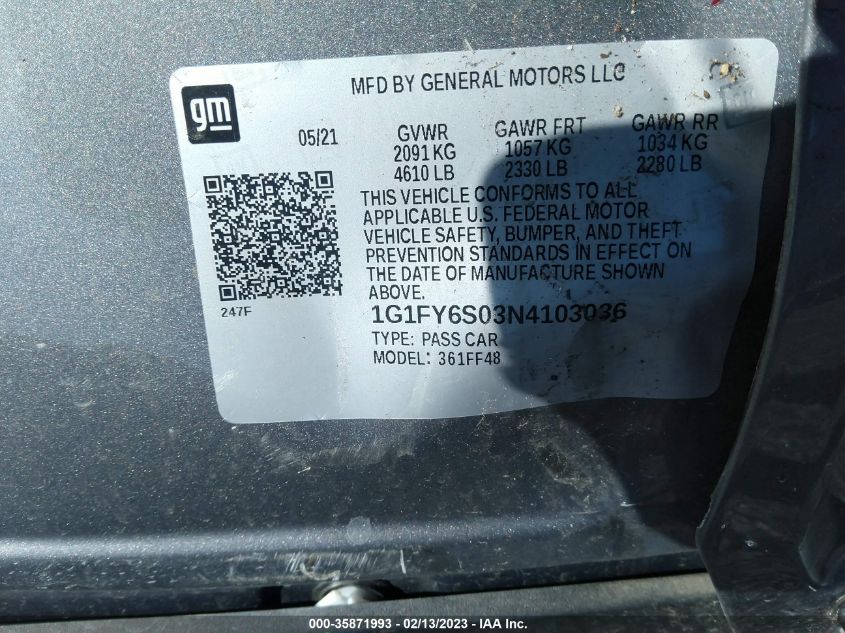 MFD BY GENERAL MOTORS LLC
gm
05/21
GVWR GAWR FRT GAWR RR
2091 KG 1057 KG 1034 KG
4610 LB 2330 LB 2280 LB
THIS VEHICLE CONFORMS TO ALL
APPLICABLE U.S. FEDERAL MOTOR
VEHICLE SAFETY, BUMPER, AND THEFT
PREVENTION STANDARDS IN EFFECT ON
THE DATE OF MANUFACTURE SHOWN
ABOVE.
247F
1G1FY6S03N4103036
TYPE: PASS CAR
MODEL: 361FF48
000-35871993 - 02/13/2023 - IAA Inc.